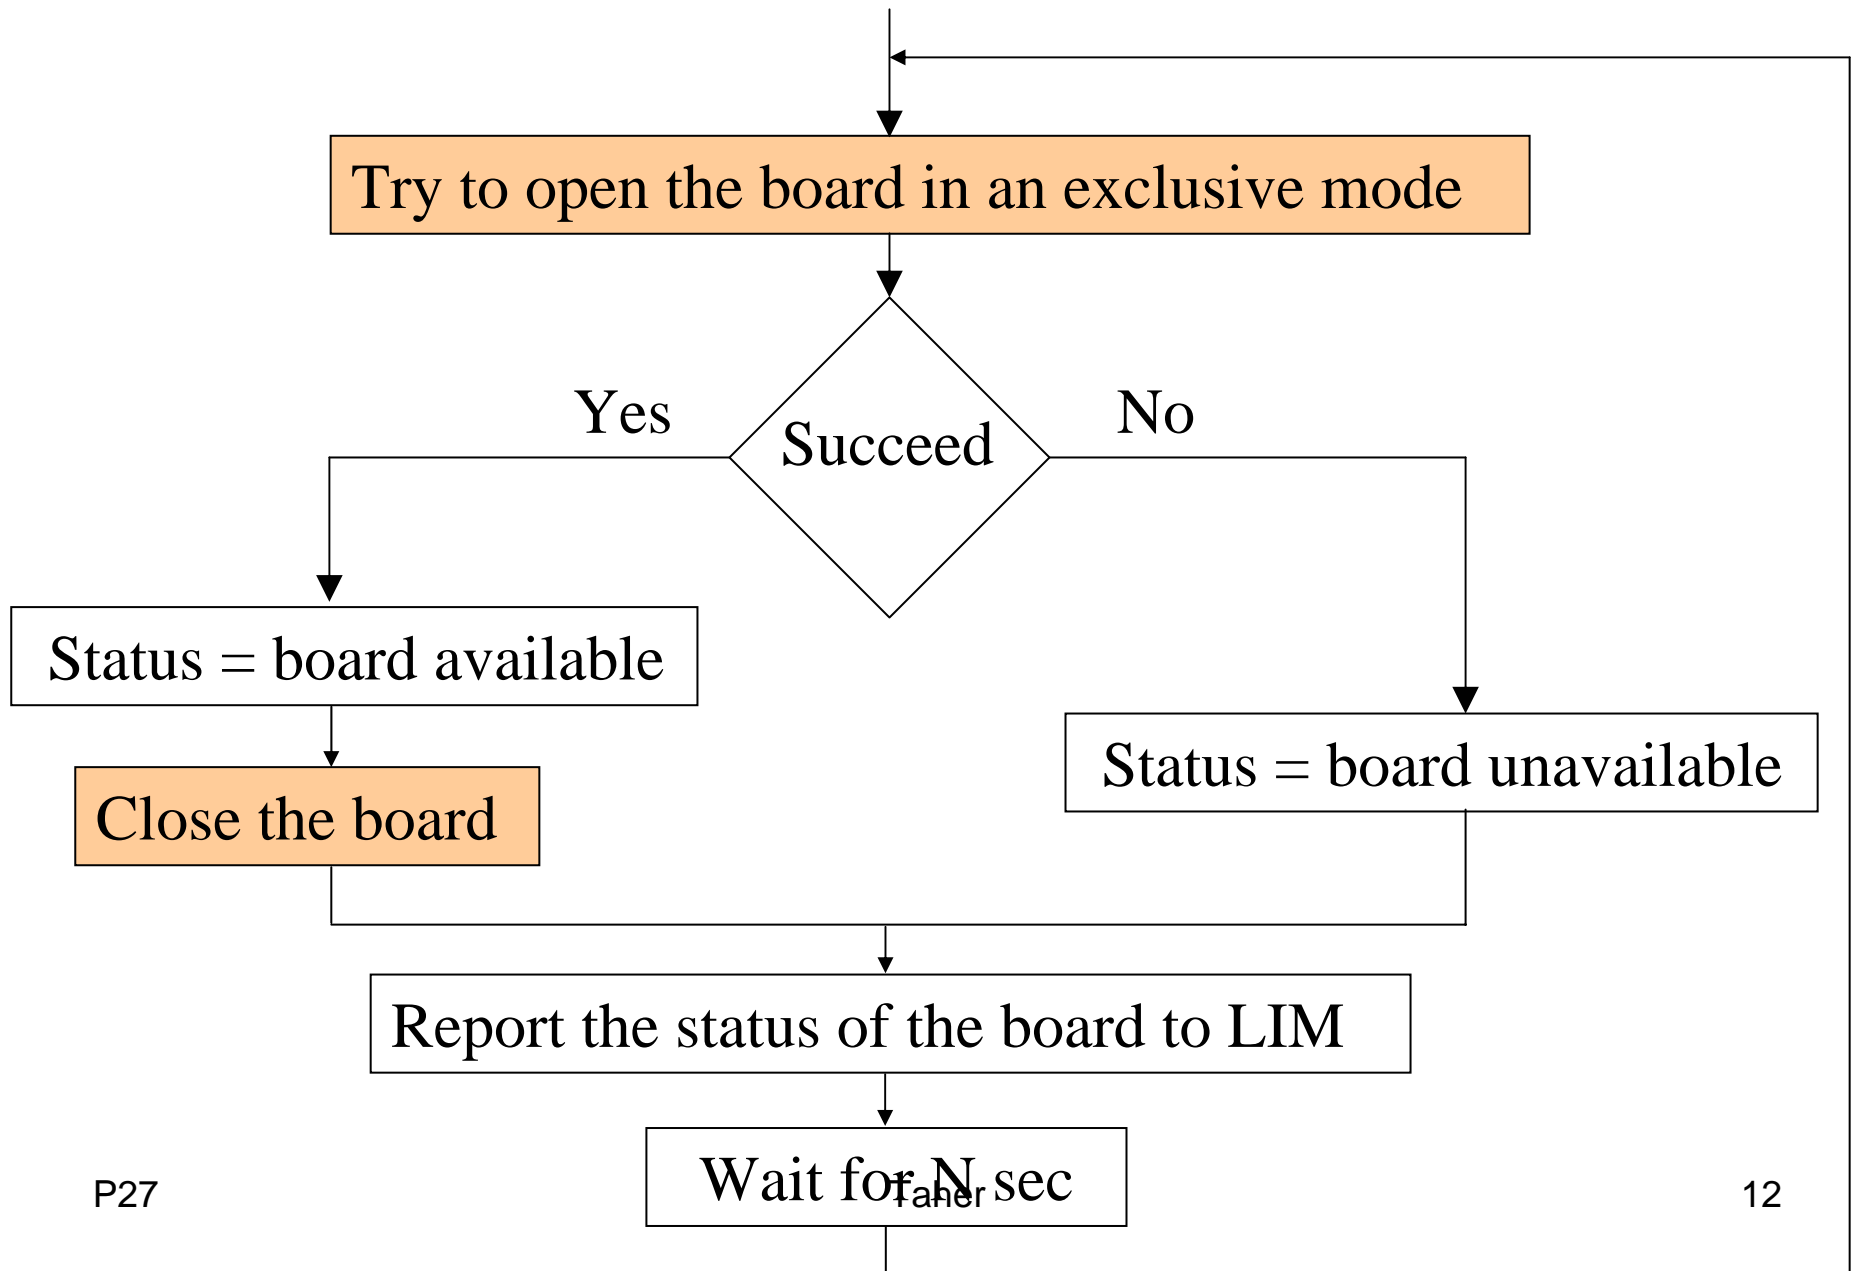 Try to open the board in an exclusive mode
Yes
No
Succeed
Status = board available
Status = board unavailable
Close the board
Report the status of the board to LIM
Wait for N sec
P27
Taher
12